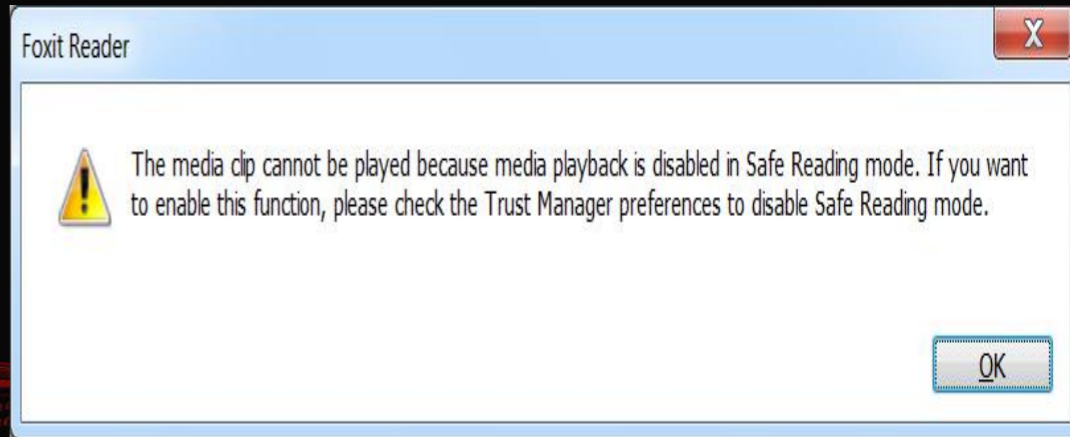 Foxit Reader
X
The media clip cannot be played because media playback is disabled in Safe Reading mode. If you want
to enable this function, please check the Trust Manager preferences to disable Safe Reading mode.
OK